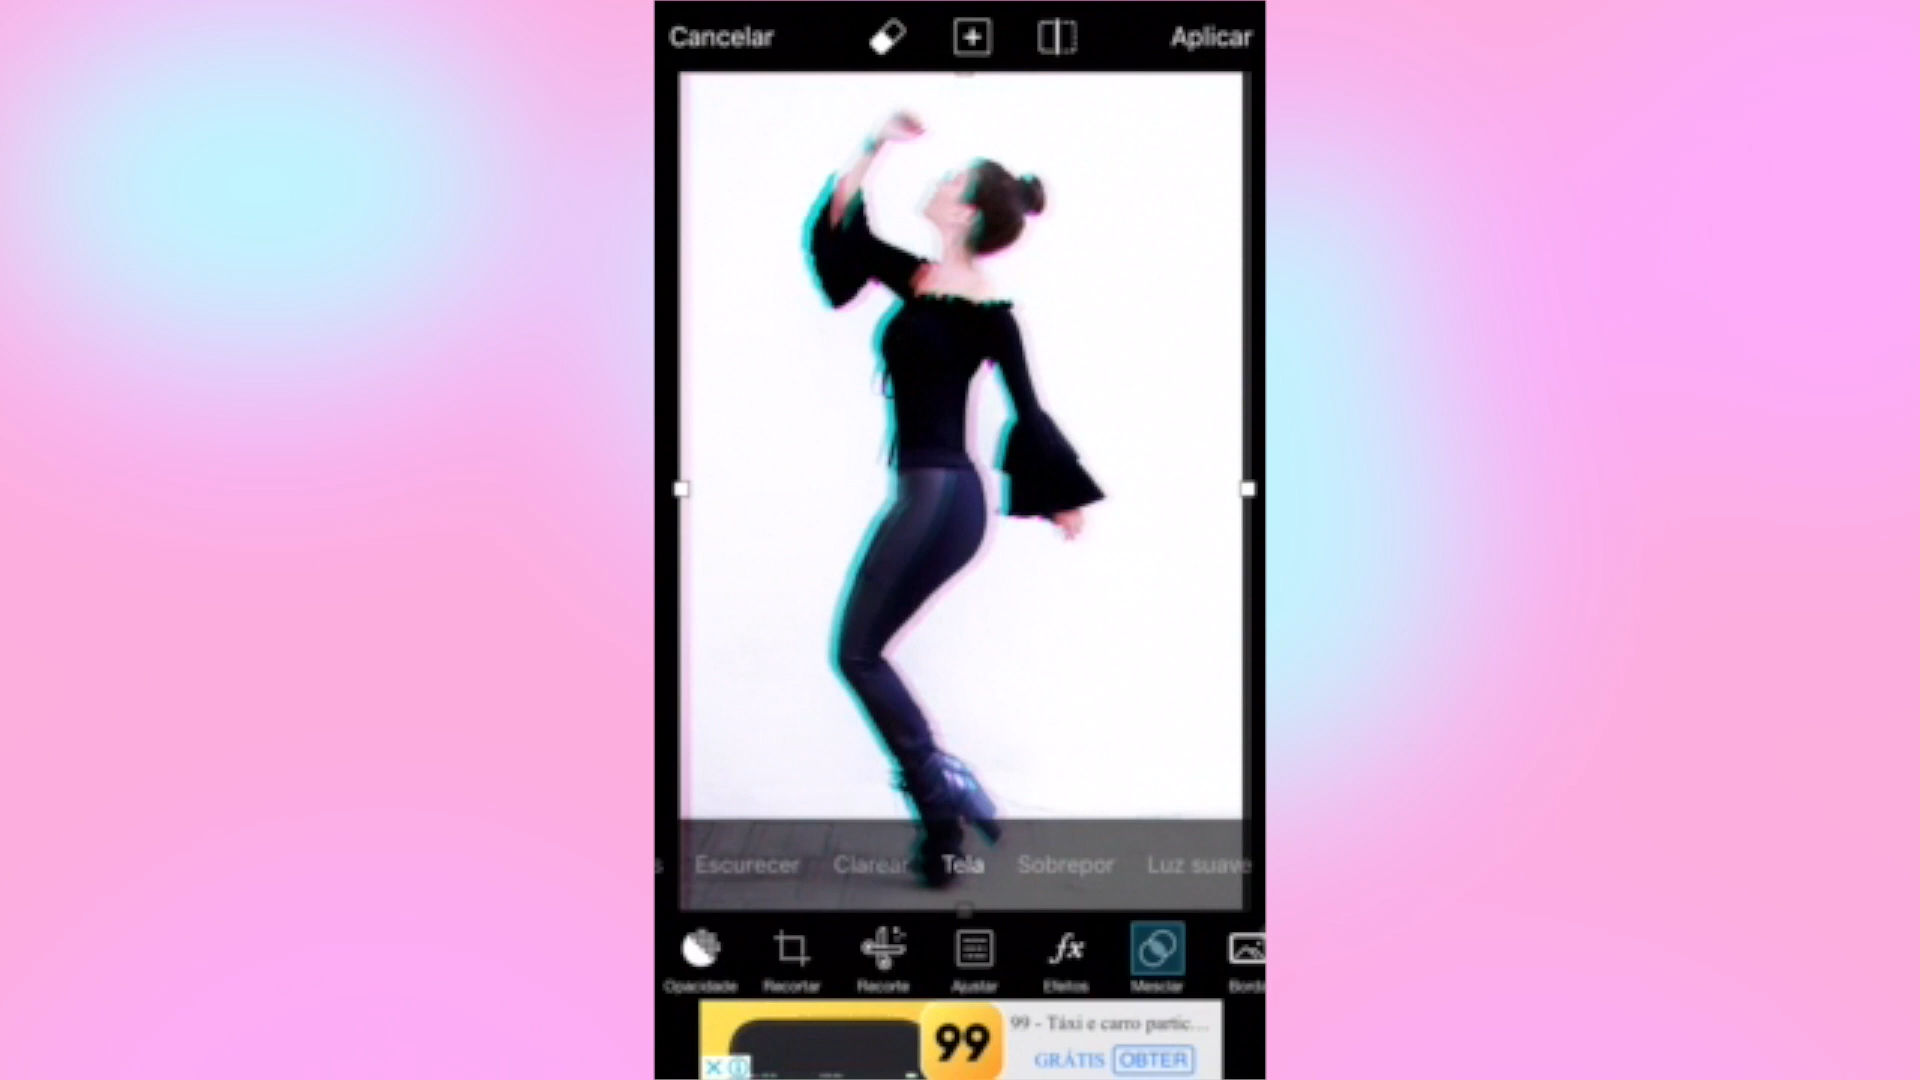 Cancelar Aplicar
s Escurecer Clarear Tela Sobrepor Luz suave
fx
Opacidade Recortar Recorte Ajustar Efeitos Mesclar Borda
99 99 - Táxi e carro partic...
GRÁTIS OBTER